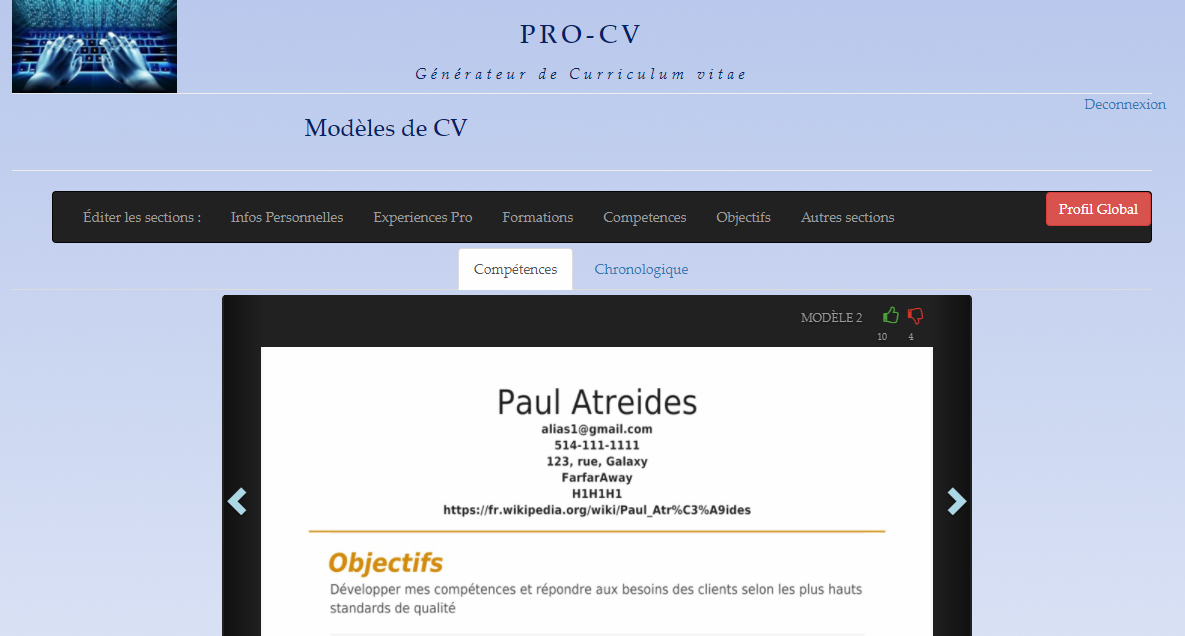 PRO-CV
Générateur de Curriculum vitae
Deconnexion
Modèles de CV
Éditer les sections : Infos Personnelles Experiences Pro Formations Competences Objectifs Autres sections Profil Global
Compétences Chronologique
MODÈLE 2
10 4
Paul Atreides
alias1@gmail.com
514-111-1111
123, rue, Galaxy
FarfarAway
H1H1H1
https://fr.wikipedia.org/wiki/Paul_Atr%C3%A9ides
Objectifs
Développer mes compétences et répondre aux besoins des clients selon les plus hauts
standards de qualité